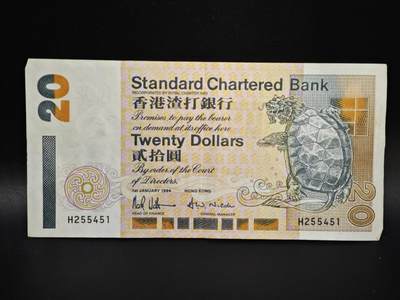 20
Standard Chartered Bank
INCORPORATED BY ROYAL CHARTER 1853
香港渣打銀行
Promises to pay the bearer
on demand at its office here
Twenty Dollars
貳拾圓
By order of the Court
of Directors.
1st JANUARY 1994 HONG KONG
HEAD OF FINANCE GENERAL MANAGER
H255451 H255451
20